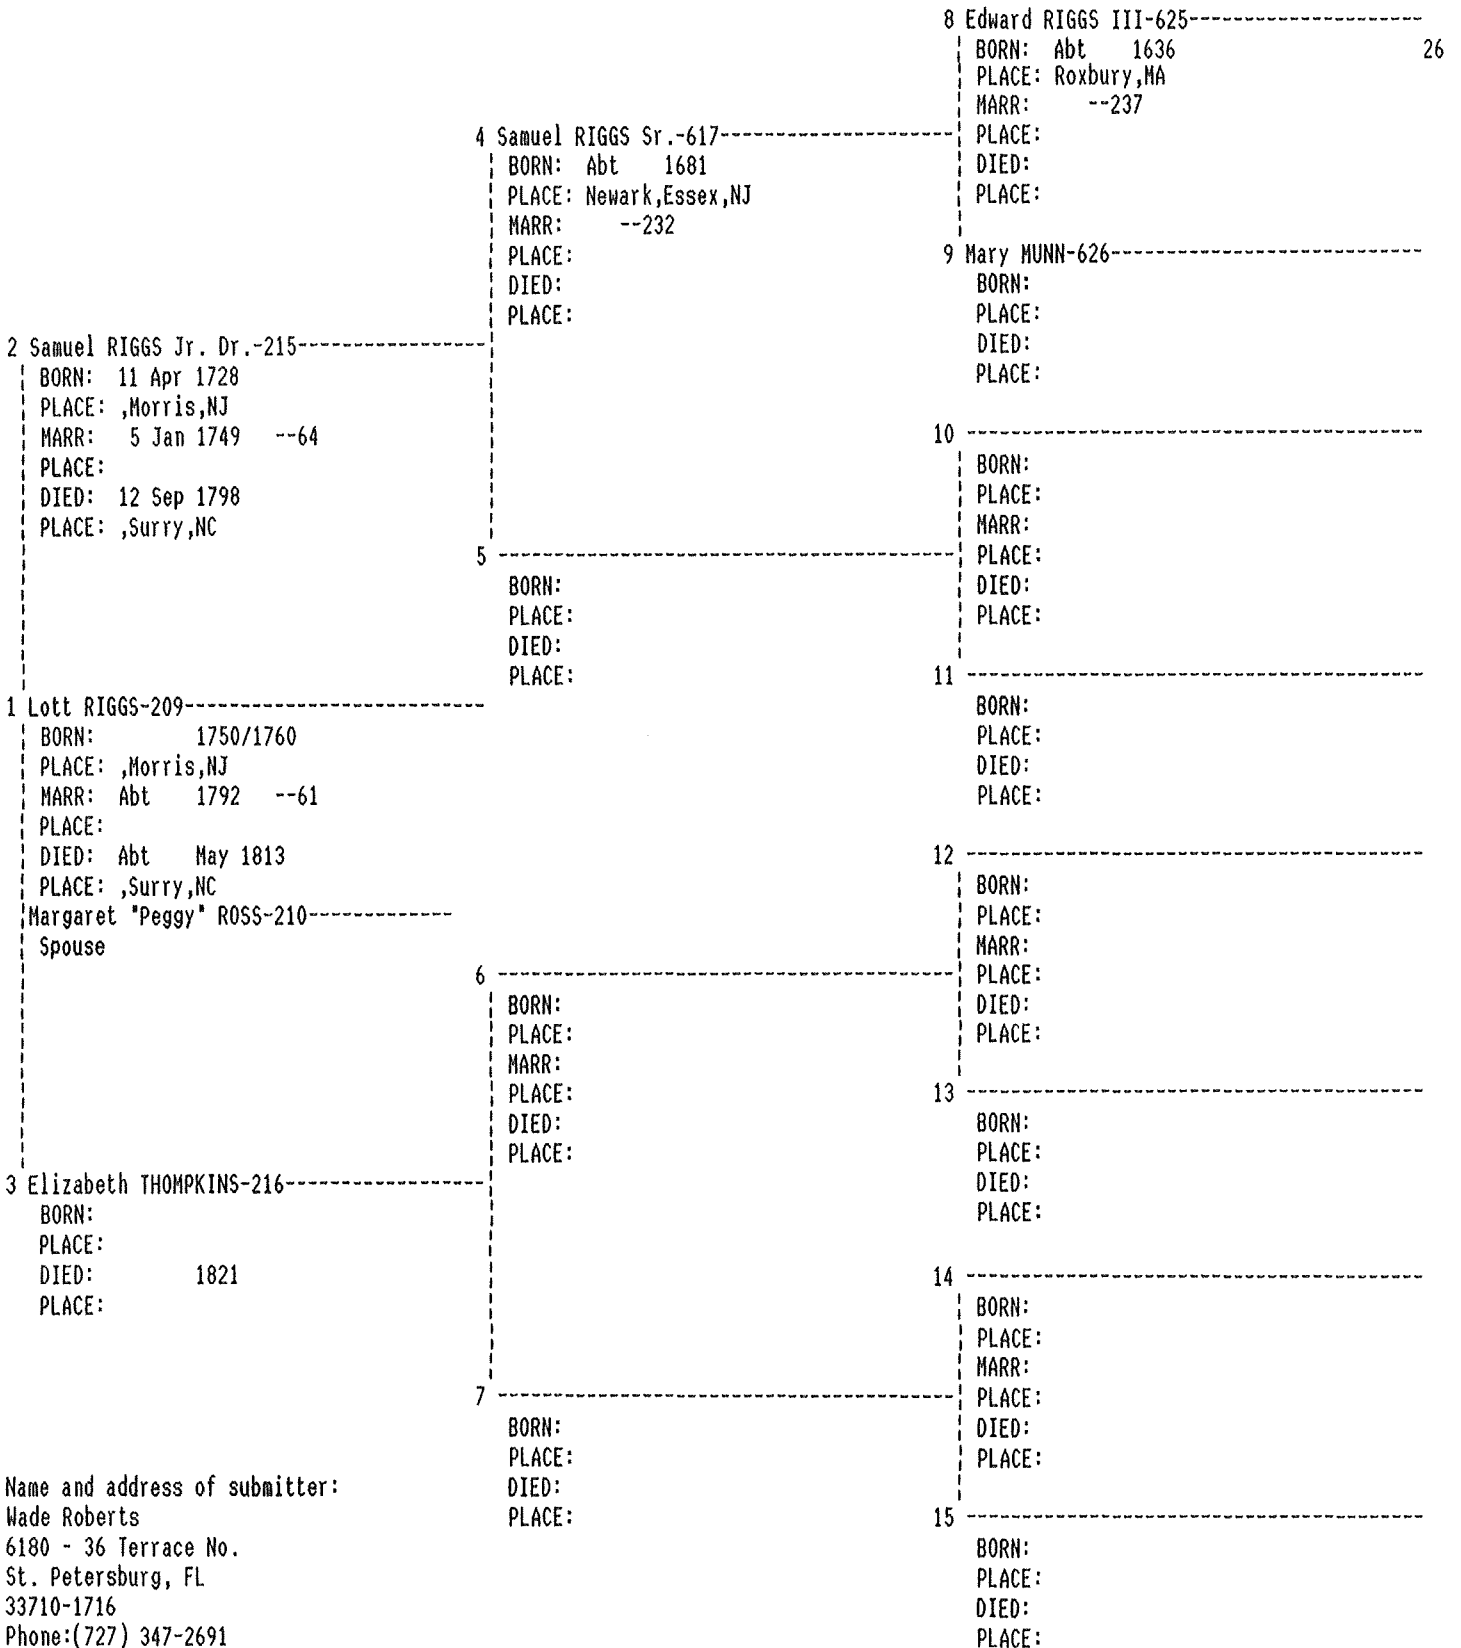 8 Edward RIGGS III-625---------------------
BORN: Abt 1636 26
PLACE: Roxbury,MA
MARR: --237
PLACE:
DIED:
PLACE:
4 Samuel RIGGS Sr.-617---------------------
BORN: Abt 1681
PLACE: Newark,Essex,NJ
MARR: --232
PLACE:
DIED:
PLACE:
9 Mary MUNN-626----------------------------
BORN:
PLACE:
DIED:
PLACE:
2 Samuel RIGGS Jr. Dr.-215-----------------
BORN: 11 Apr 1728
PLACE: ,Morris,NJ
MARR: 5 Jan 1749 --64
PLACE:
DIED: 12 Sep 1798
PLACE: ,Surry,NC
10 -----------------------------------------
BORN:
PLACE:
MARR:
PLACE:
DIED:
PLACE:
5 -----------------------------------------
BORN:
PLACE:
DIED:
PLACE:
11 -----------------------------------------
BORN:
PLACE:
DIED:
PLACE:
1 Lott RIGGS-209---------------------------
BORN: 1750/1760
PLACE: ,Morris,NJ
MARR: Abt 1792 --61
PLACE:
DIED: Abt May 1813
PLACE: ,Surry,NC
Margaret "Peggy" ROSS-210-------------
Spouse
12 -----------------------------------------
BORN:
PLACE:
MARR:
PLACE:
DIED:
PLACE:
6 -----------------------------------------
BORN:
PLACE:
MARR:
PLACE:
DIED:
PLACE:
13 -----------------------------------------
BORN:
PLACE:
DIED:
PLACE:
3 Elizabeth THOMPKINS-216------------------
BORN:
PLACE:
DIED: 1821
PLACE:
14 -----------------------------------------
BORN:
PLACE:
MARR:
PLACE:
DIED:
PLACE:
7 -----------------------------------------
BORN:
PLACE:
DIED:
PLACE:
15 -----------------------------------------
BORN:
PLACE:
DIED:
PLACE:
Name and address of submitter:
Wade Roberts
6180 - 36 Terrace No.
St. Petersburg, FL
33710-1716
Phone:(727) 347-2691